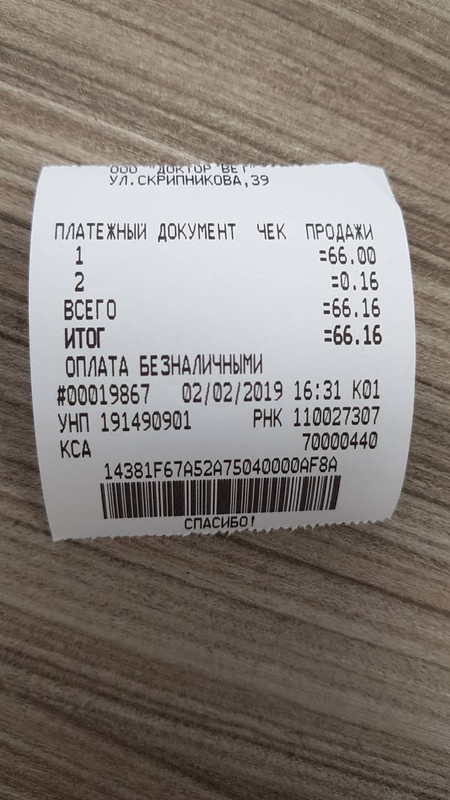 ООО "ДОКТОР ВЕТ"
УЛ.СКРИПНИКОВА,39
ПЛАТЕЖНЫЙ ДОКУМЕНТ ЧЕК ПРОДАЖИ
1 =66.00
2 =0.16
ВСЕГО =66.16
ИТОГ =66.16
ОПЛАТА БЕЗНАЛИЧНЫМИ
#00019867 02/02/2019 16:31 К01
УНП 191490901 РНК 110027307
КСА 70000440
14381F67A52A75040000AF8A
СПАСИБО!